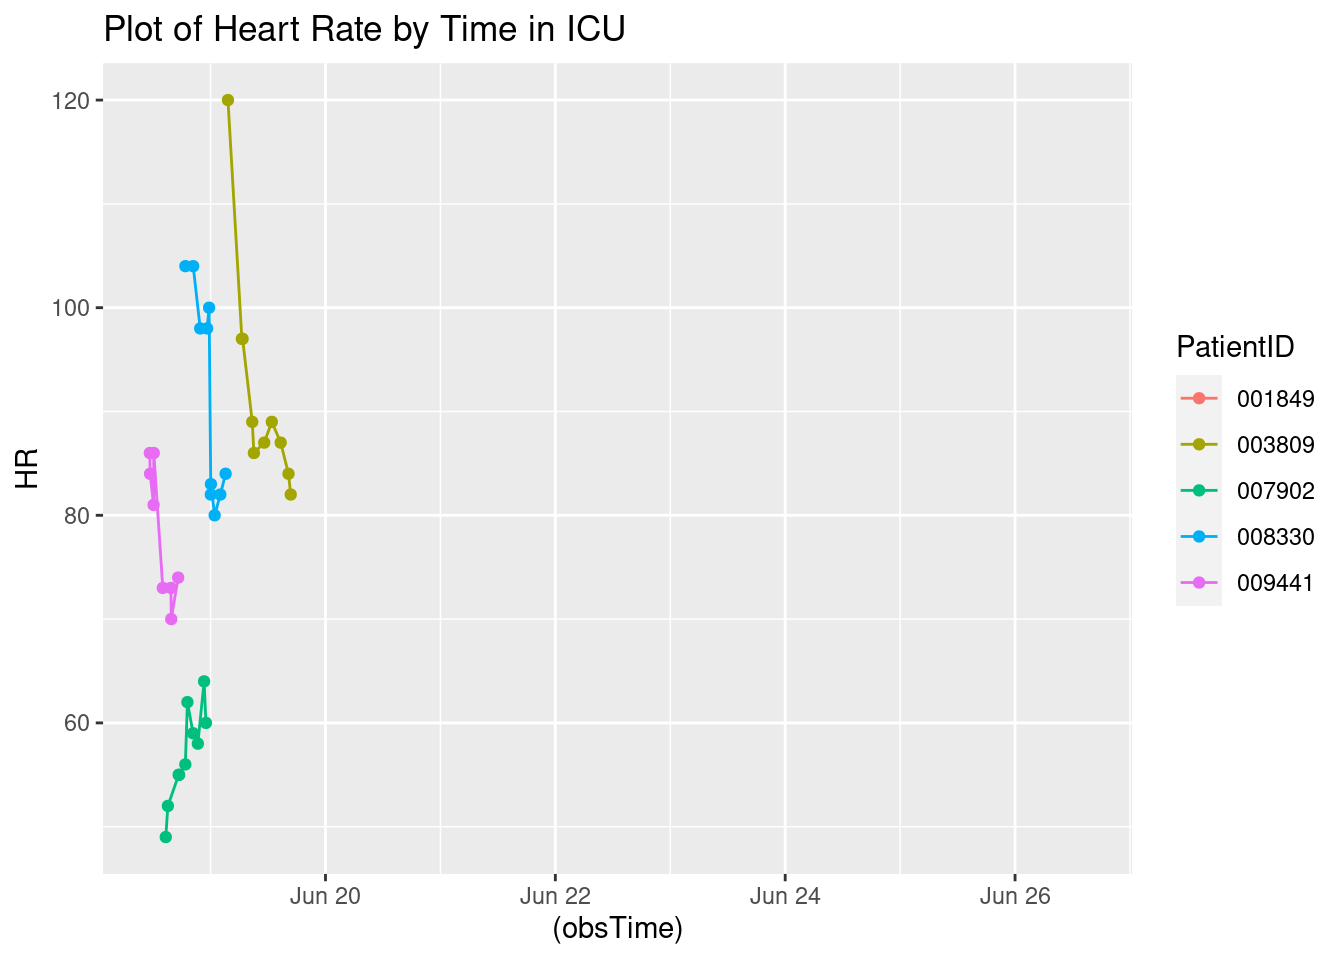 Plot of Heart Rate by Time in ICU
120
100
80
60
HR
Jun 20
Jun 22
Jun 24
Jun 26
(obsTime)
PatientID
001849
003809
007902
008330
009441